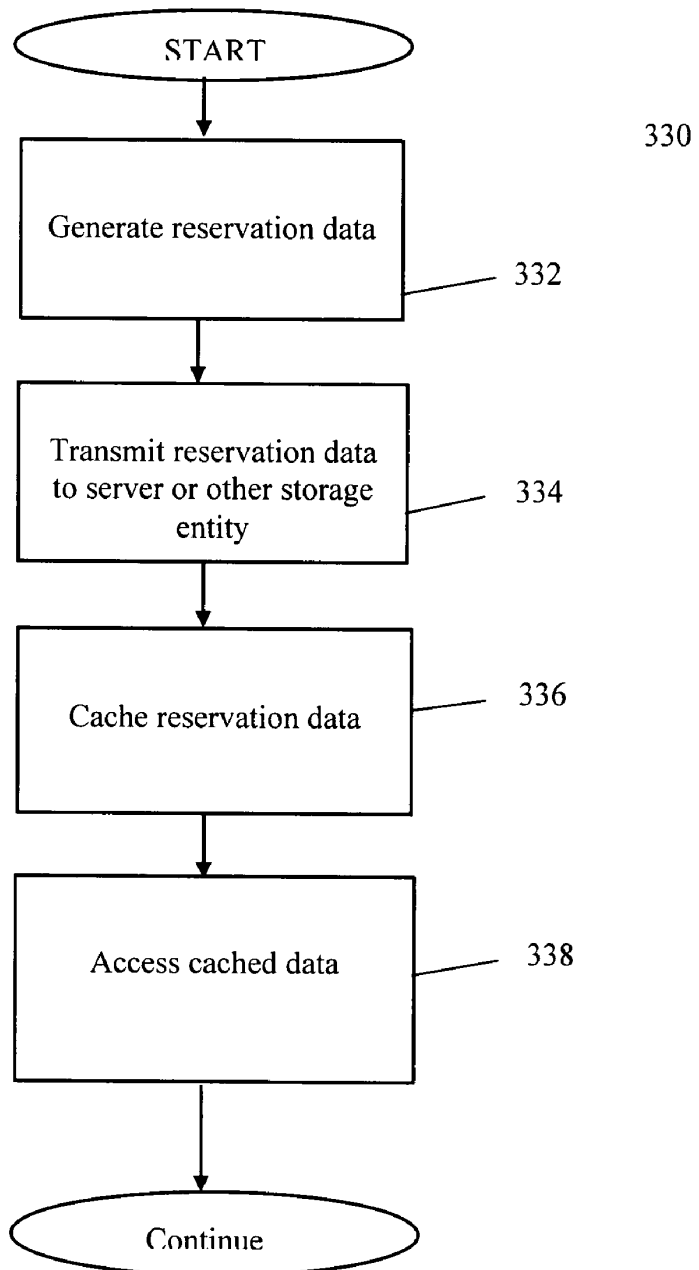 START
330
Generate reservation data
332
Transmit reservation data
to server or other storage
entity
334
Cache reservation data
336
Access cached data
338
Continue